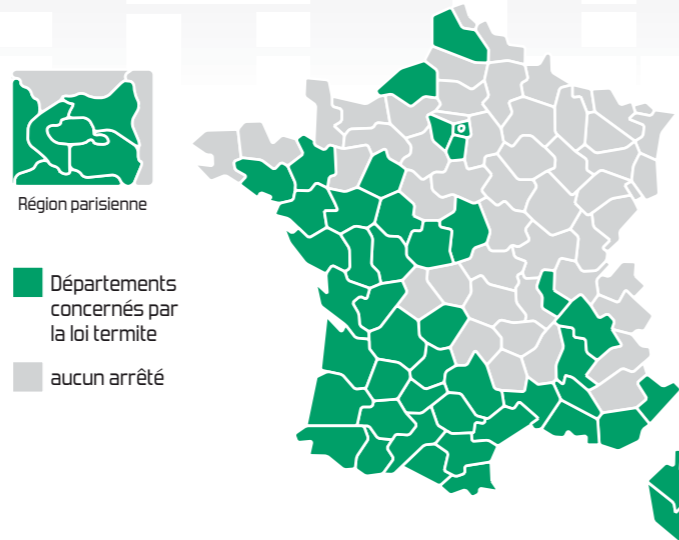 Région parisienne
Départements
concernés par
la loi termite
aucun arrêté